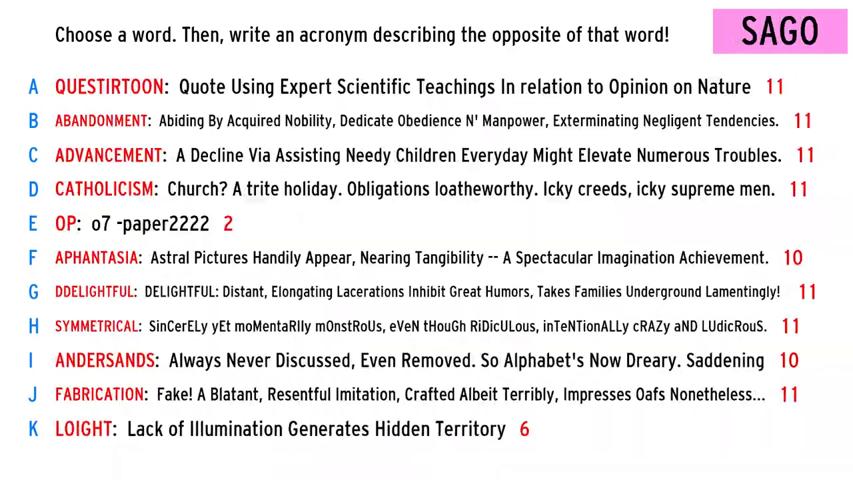 Choose a word. Then, write an acronym describing the opposite of that word!
SAGO
A QUESTIRTOON: Quote Using Expert Scientific Teachings In relation to Opinion on Nature 11
B ABANDONMENT: Abiding By Acquired Nobility, Dedicate Obedience N' Manpower, Exterminating Negligent Tendencies. 11
C ADVANCEMENT: A Decline Via Assisting Needy Children Everyday Might Elevate Numerous Troubles. 11
D CATHOLICISM: Church? A trite holiday. Obligations loatheworthy. Icky creeds, icky supreme men. 11
E OP: o7 -paper2222 2
F APHANTASIA: Astral Pictures Handily Appear, Nearing Tangibility -- A Spectacular Imagination Achievement. 10
G DDELIGHTFUL: DELIGHTFUL: Distant, Elongating Lacerations Inhibit Great Humors, Takes Families Underground Lamentingly! 11
H SYMMETRICAL: SinCerELy yEt moMentaRlly mOnstRoUs, eVeN tHouGh RiDicULous, inTeNTionALLy cRAZy aND LUdicRouS. 11
I ANDERSANDS: Always Never Discussed, Even Removed. So Alphabet's Now Dreary. Saddening 10
J FABRICATION: Fake! A Blatant, Resentful Imitation, Crafted Albeit Terribly, Impresses Oafs Nonetheless... 11
K LOIGHT: Lack of Illumination Generates Hidden Territory 6